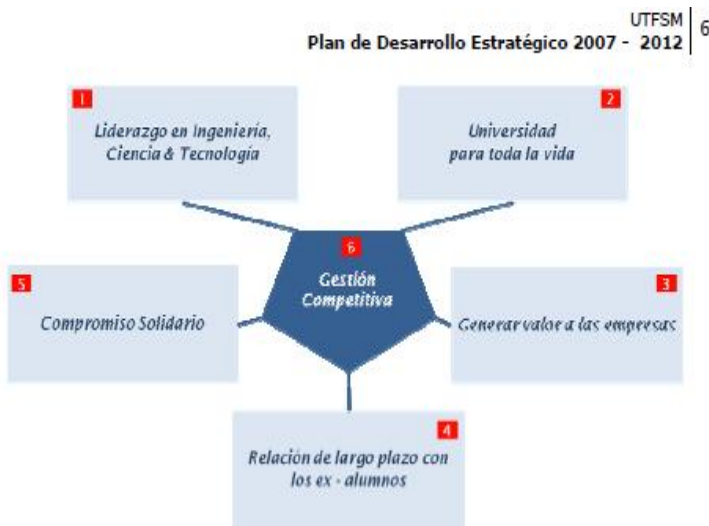 UTFSM
Plan de Desarrollo Estratégico 2007 - 2012
6
1
Liderazgo en Ingeniería,
Ciencia & Tecnología
2
Universidad
para toda la vida
6
Gestión
Competitiva
5
Compromiso Solidario
3
Generar valor a las empresas
4
Relación de largo plazo con
los ex - alumnos